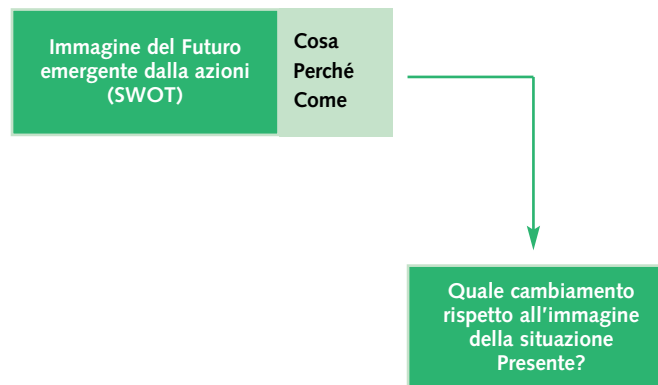 Immagine del Futuro
emergente dalla azioni
(SWOT)
Cosa
Perché
Come
Quale cambiamento
rispetto all'immagine
della situazione
Presente?